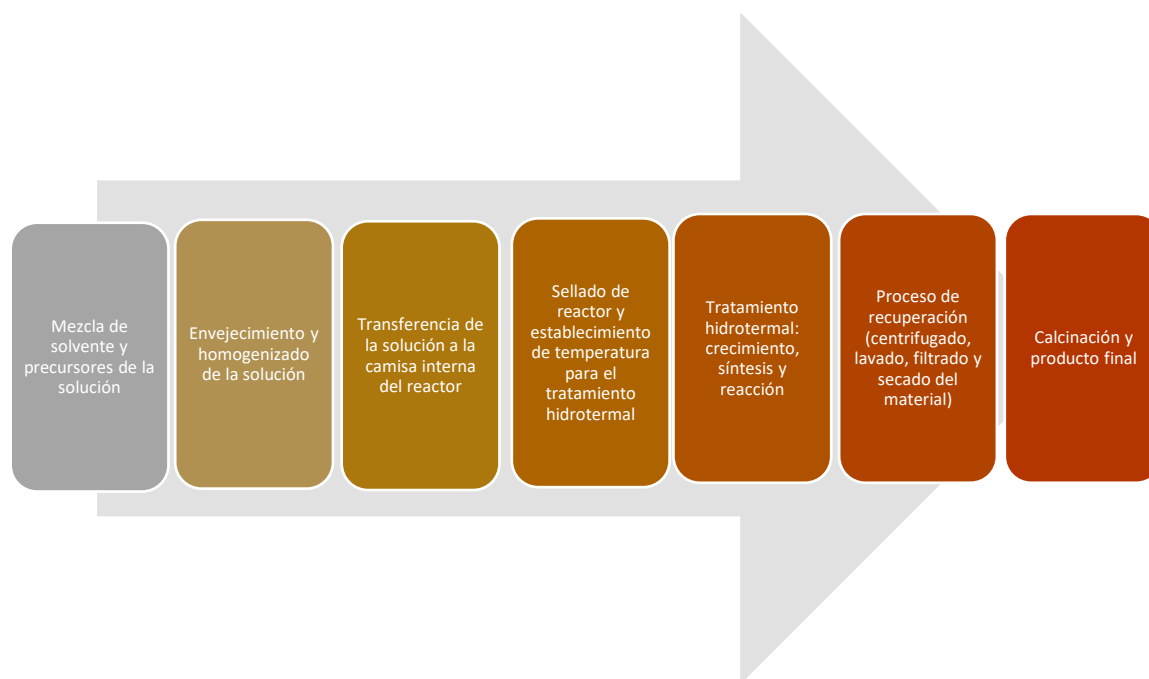 Mezcla de
solvente y
precursores de la
solución
Envejecimiento y
homogenizado
de la solución
Transferencia de
la solución a la
camisa interna
del reactor
Sellado de
reactor y
establecimiento
de temperatura
para el
tratamiento
hidrotermal
Tratamiento
hidrotermal:
crecimiento,
síntesis y
reacción
Proceso de
recuperación
(centrifugado,
lavado, filtrado y
secado del
material)
Calcinación y
producto final